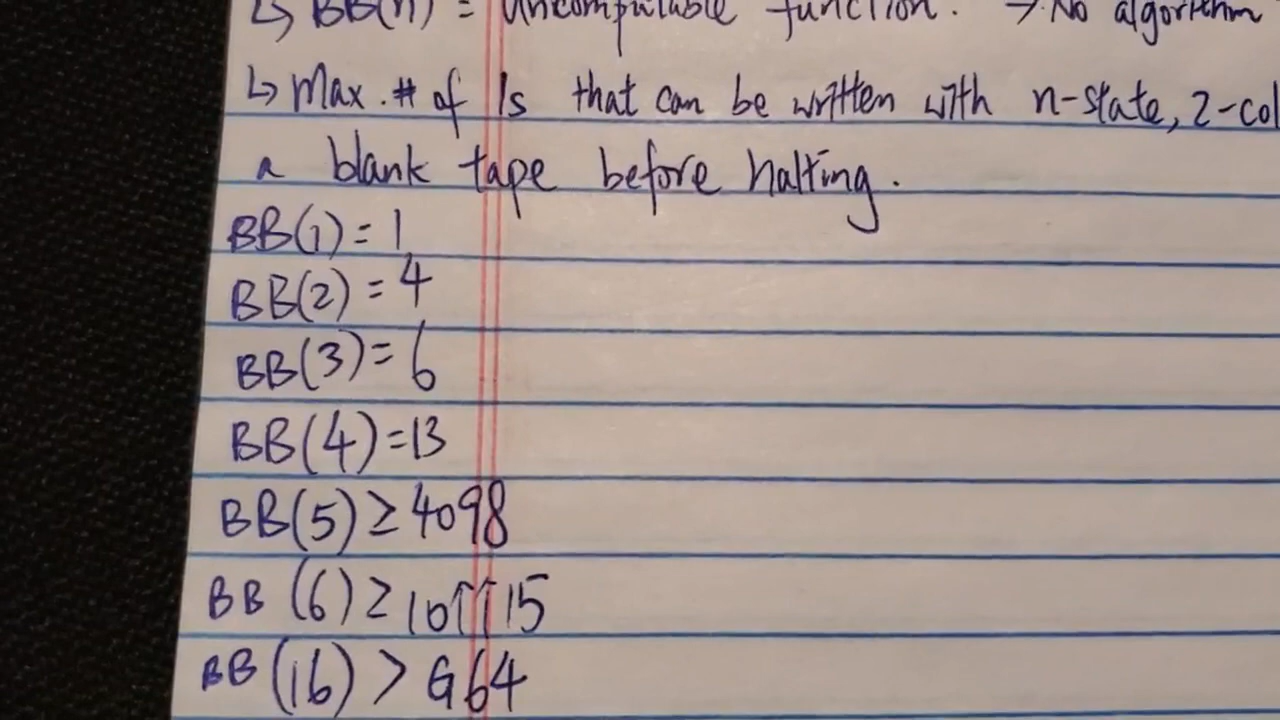 ↳ BB(n) = Uncomputable function. → No algorithm
↳ Max. # of 1s that can be written with n-state, 2-col
a blank tape before halting.
BB(1) = 1
BB(2) = 4
BB(3) = 6
BB(4) = 13
BB(5) ≥ 4098
BB(6) ≥ 10↑↑15
BB(16) > G64